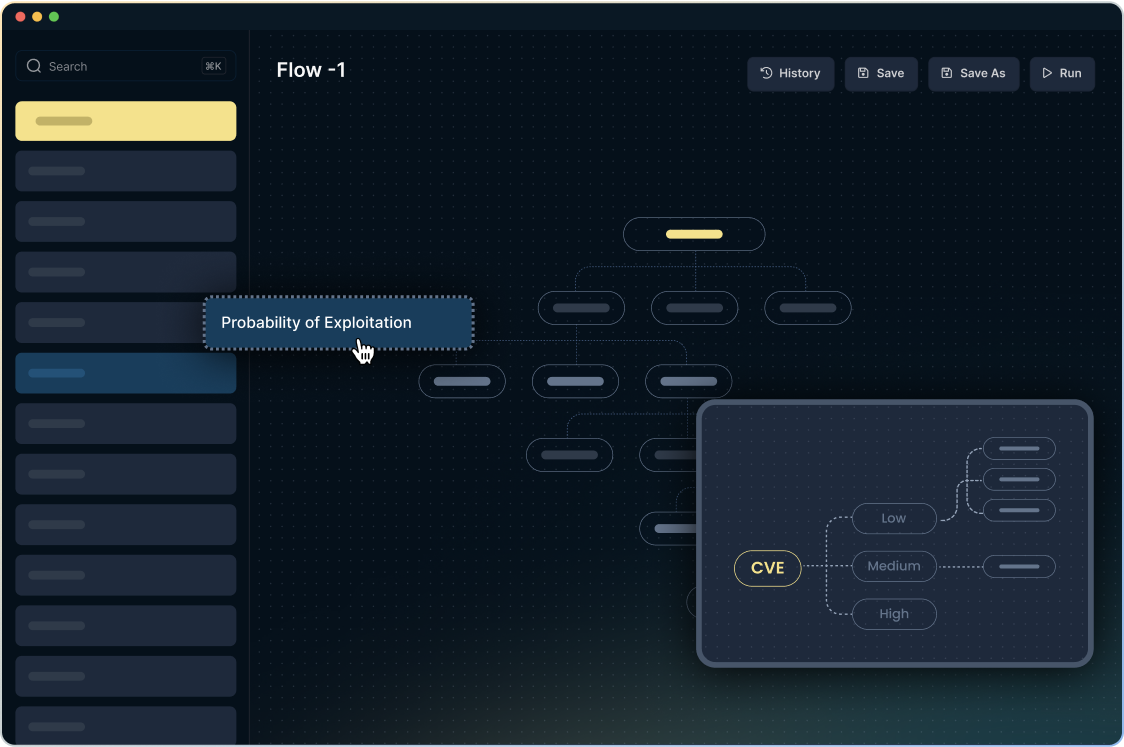 Search
⌘K
Flow -1
History
Save
Save As
Run
Probability of Exploitation
CVE
Low
Medium
High